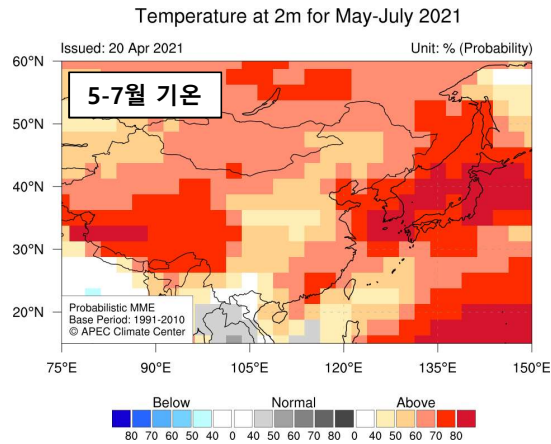 Temperature at 2m for May-July 2021
Issued: 20 Apr 2021 Unit: % (Probability)
60°N
5-7월 기온
50°N
40°N
30°N
20°N
Probabilistic MME
Base Period: 1991-2010
© APEC Climate Center
75°E 90°E 105°E 120°E 135°E 150°E
Below Normal Above
80 70 60 50 40 0 40 50 60 70 80 0 40 50 60 70 80